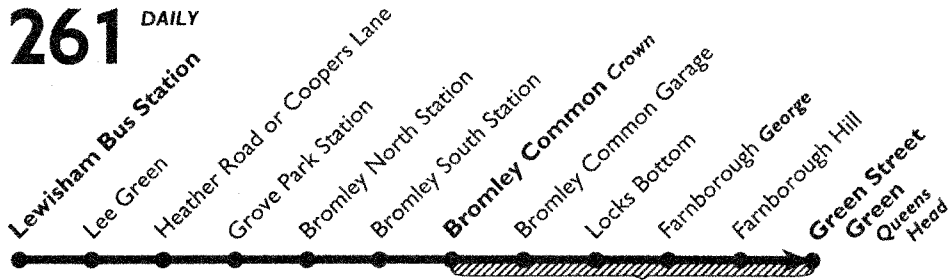 261 DAILY
Lewisham Bus Station
Lee Green
Heather Road or Coopers Lane
Grove Park Station
Bromley North Station
Bromley South Station
Bromley Common Crown
Bromley Common Garage
Locks Bottom
Farnborough George
Farnborough Hill
Green Street
Green
Queens
Head